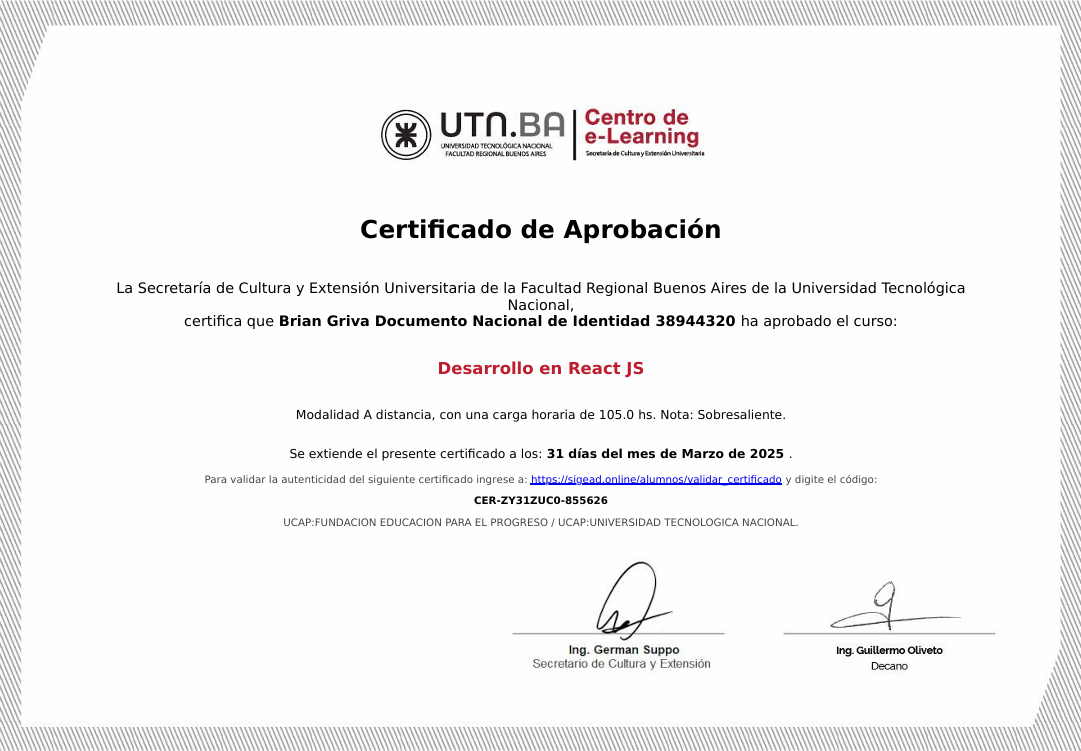 UTN.BA
UNIVERSIDAD TECNOLÓGICA NACIONAL
FACULTAD REGIONAL BUENOS AIRES
Centro de
e-Learning
Secretaría de Cultura y Extensión Universitaria
Certificado de Aprobación
La Secretaría de Cultura y Extensión Universitaria de la Facultad Regional Buenos Aires de la Universidad Tecnológica
Nacional,
certifica que Brian Griva Documento Nacional de Identidad 38944320 ha aprobado el curso:
Desarrollo en React JS
Modalidad A distancia, con una carga horaria de 105.0 hs. Nota: Sobresaliente.
Se extiende el presente certificado a los: 31 días del mes de Marzo de 2025 .
Para validar la autenticidad del siguiente certificado ingrese a: https://sigead.online/alumnos/validar_certificado y digite el código:
CER-ZY31ZUC0-855626
UCAP:FUNDACION EDUCACION PARA EL PROGRESO / UCAP:UNIVERSIDAD TECNOLOGICA NACIONAL.
Ing. German Suppo
Secretario de Cultura y Extensión
Ing. Guillermo Oliveto
Decano